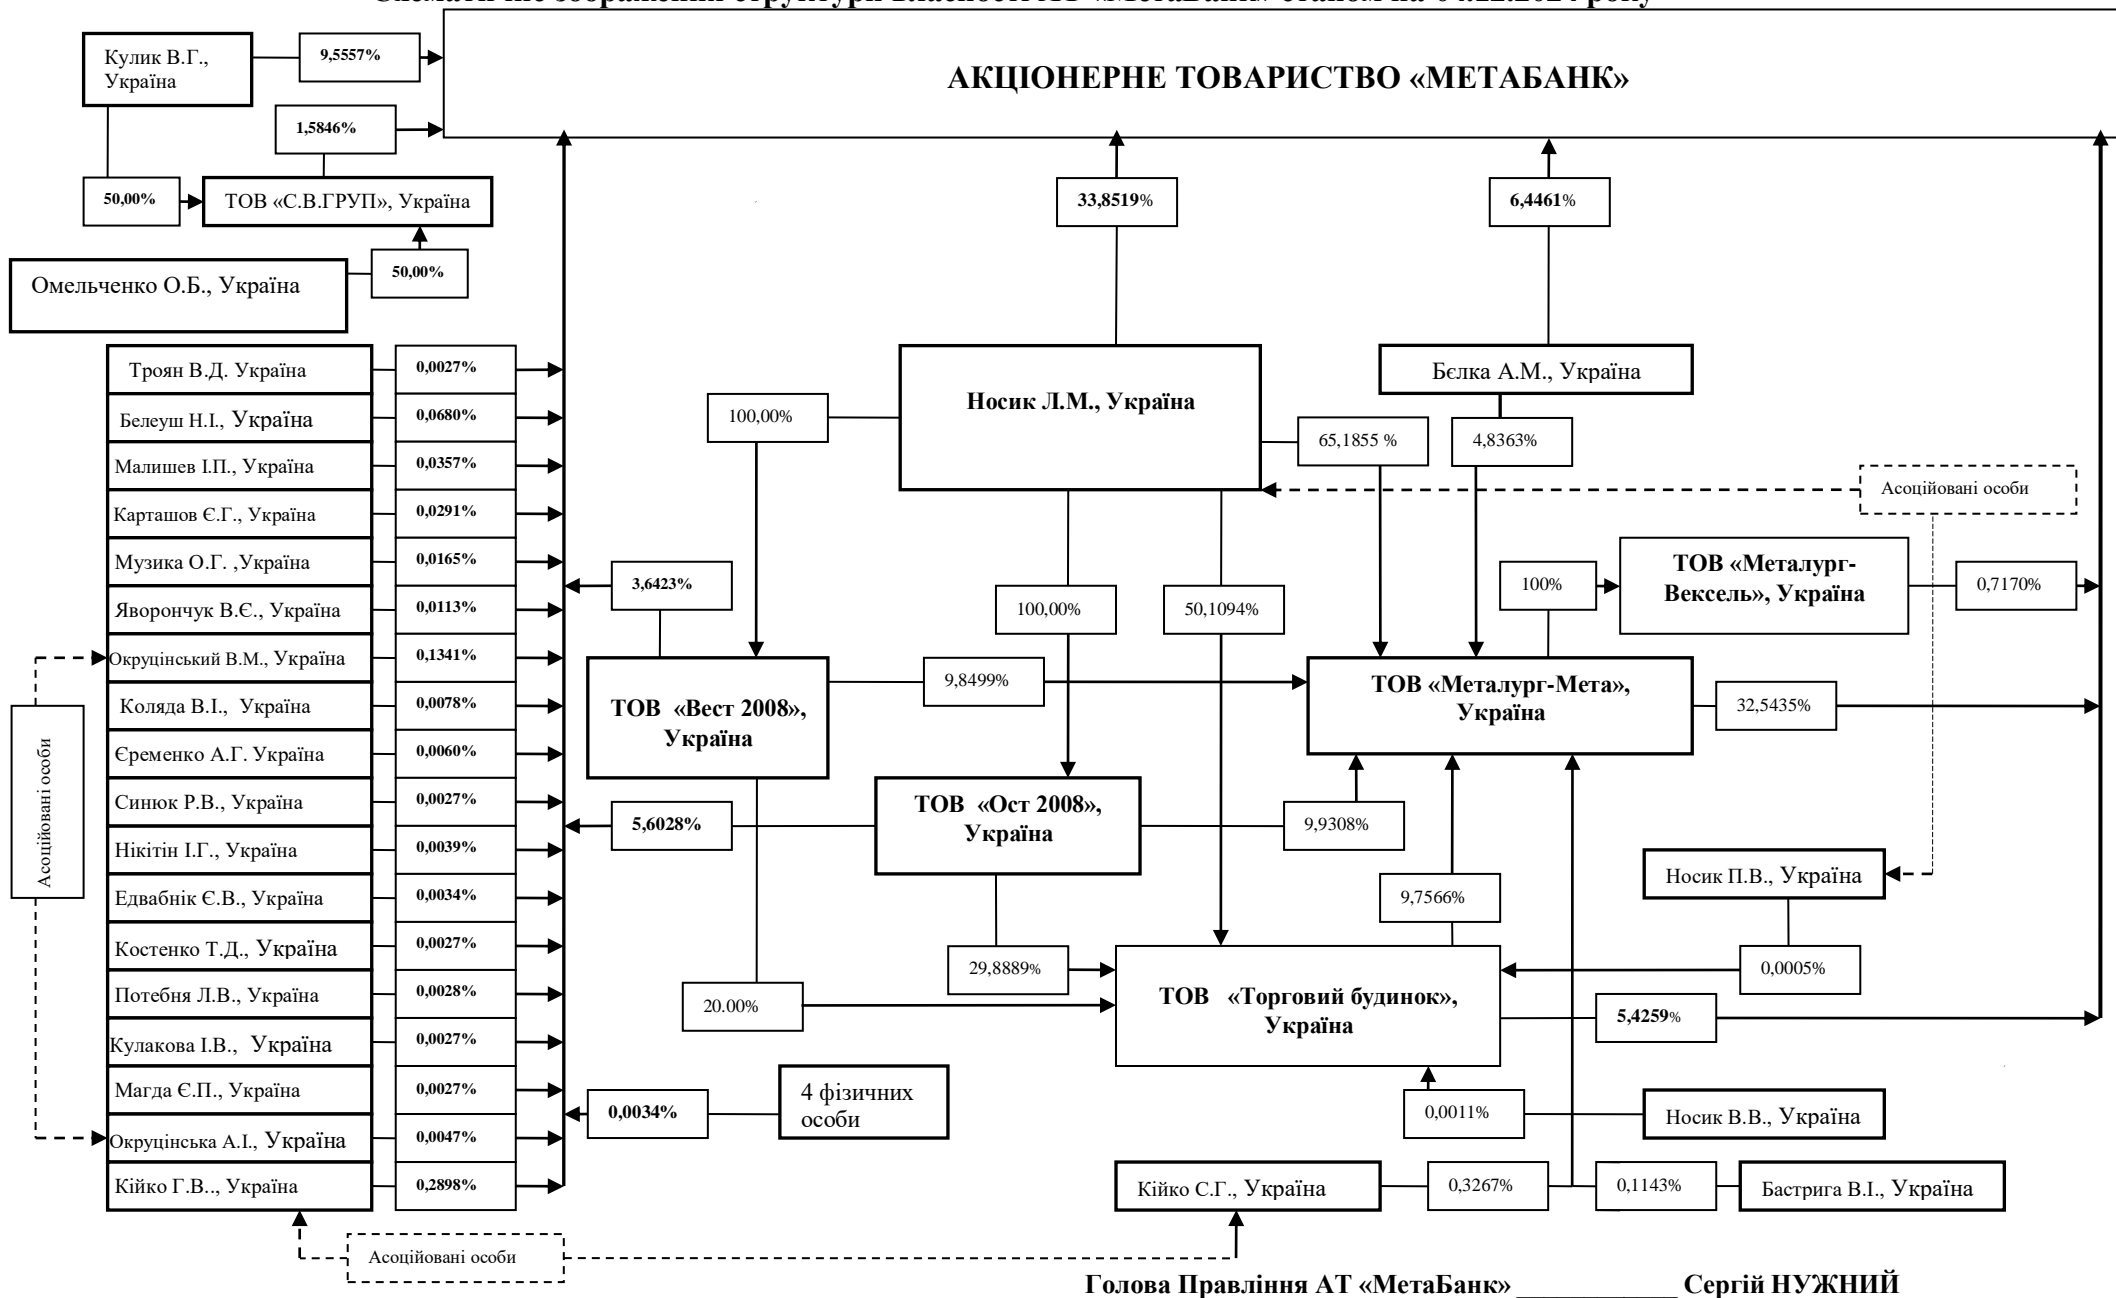 АКЦІОНЕРНЕ ТОВАРИСТВО «МЕТАБАНК»
Кулик В.Г.,
Україна
9,5557%
1,5846%
50,00%
ТОВ «С.В.ГРУП», Україна
Омельченко О.Б., Україна
50,00%
33,8519%
6,4461%
Троян В.Д. Україна
0,0027%
Белеуш Н.І., Україна
0,0680%
Малишев І.П., Україна
0,0357%
Карташов Є.Г., Україна
0,0291%
Музика О.Г. ,Україна
0,0165%
Яворончук В.Є., Україна
0,0113%
Окруцінський В.М., Україна
0,1341%
Коляда В.І., Україна
0,0078%
Єременко А.Г. Україна
0,0060%
Синюк Р.В., Україна
0,0027%
Нікітін І.Г., Україна
0,0039%
Едвабнік Є.В., Україна
0,0034%
Костенко Т.Д., Україна
0,0027%
Потебня Л.В., Україна
0,0028%
Кулакова І.В., Україна
0,0027%
Магда Є.П., Україна
0,0027%
Окруцінська А.І., Україна
0,0047%
Кійко Г.В.., Україна
0,2898%
Асоційовані особи
Носик Л.М., Україна
Бєлка А.М., Україна
100,00%
65,1855 %
4,8363%
Асоційовані особи
3,6423%
100,00%
50,1094%
100%
ТОВ «Металург-
Вексель», Україна
0,7170%
ТОВ «Вест 2008»,
Україна
9,8499%
ТОВ «Металург-Мета»,
Україна
32,5435%
5,6028%
ТОВ «Ост 2008»,
Україна
9,9308%
9,7566%
Носик П.В., Україна
29,8889%
20.00%
ТОВ «Торговий будинок»,
Україна
0,0005%
5,4259%
0,0034%
4 фізичних
особи
0,0011%
Носик В.В., Україна
Кійко С.Г., Україна
0,3267%
0,1143%
Бастрига В.І., Україна
Асоційовані особи
Голова Правління АТ «МетаБанк» ____________ Сергій НУЖНИЙ